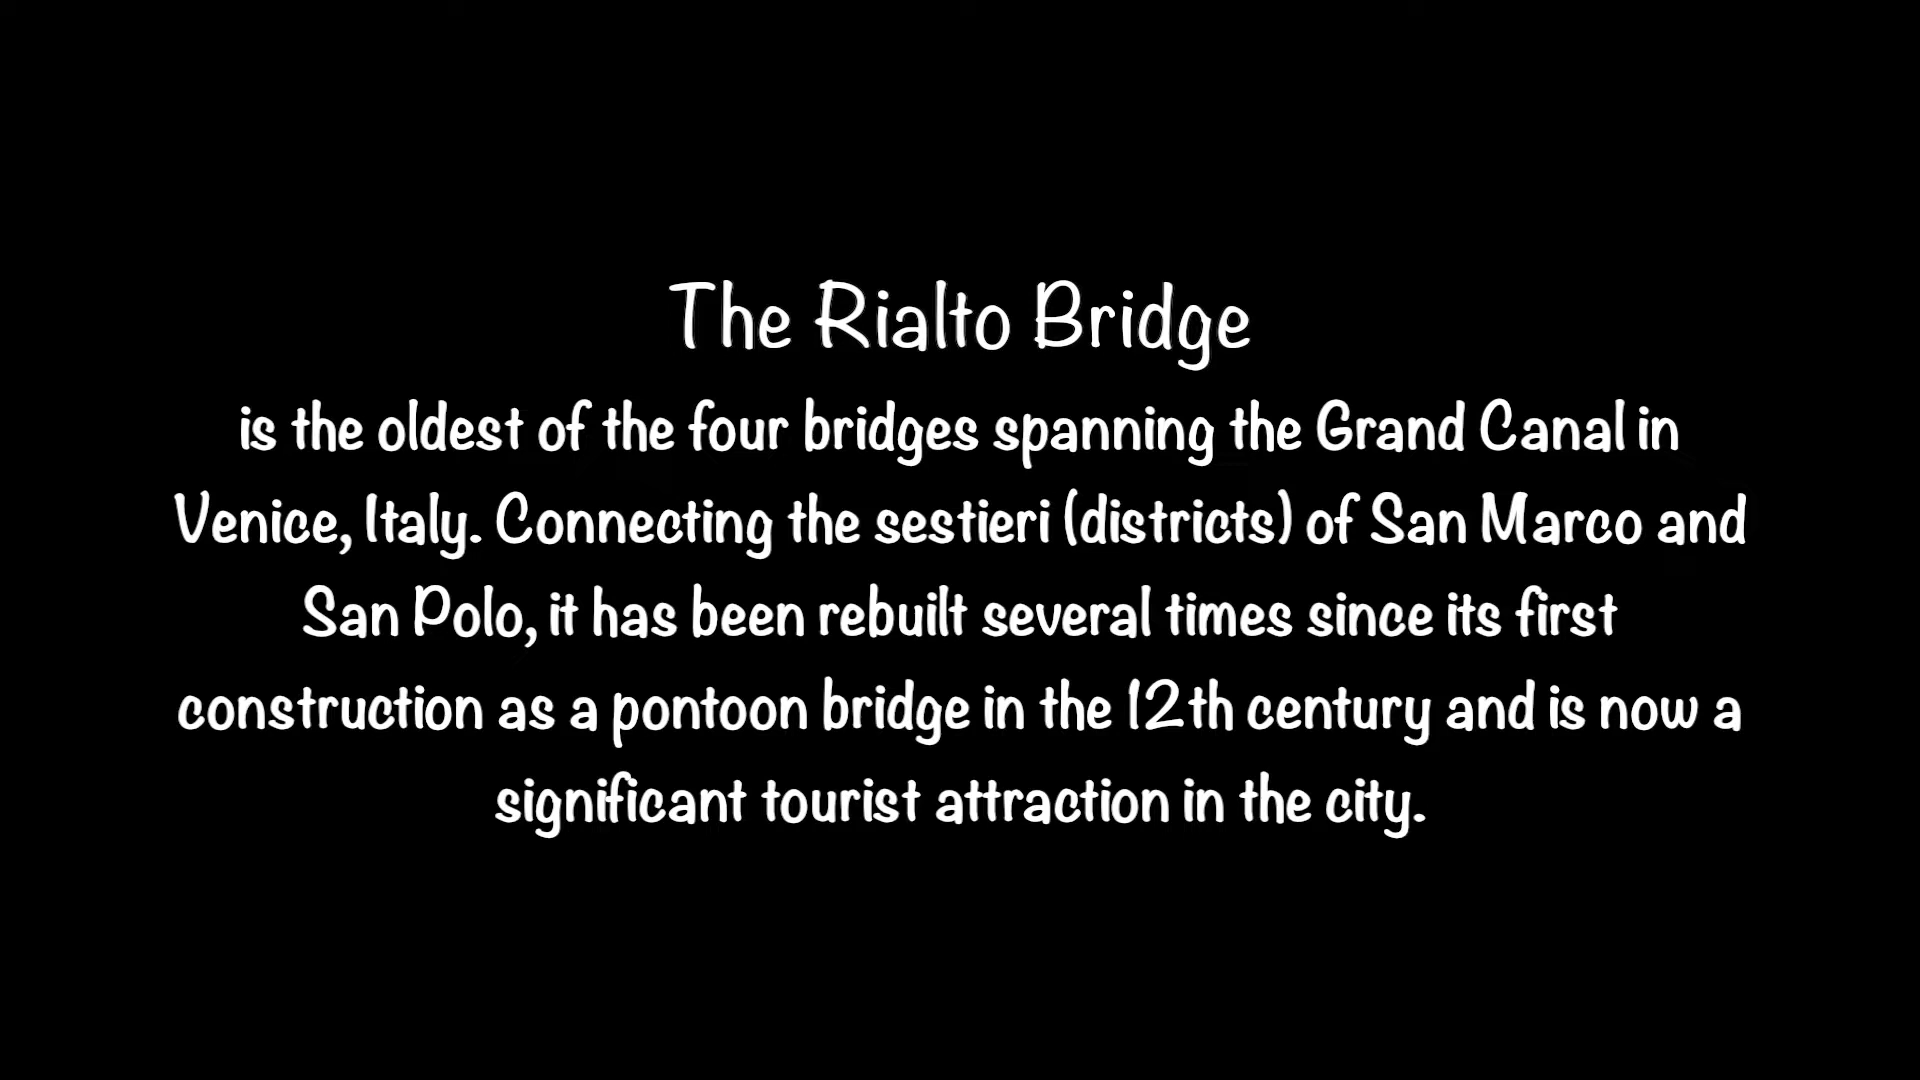 The Rialto Bridge
is the oldest of the four bridges spanning the Grand Canal in
Venice, Italy. Connecting the sestieri (districts) of San Marco and
San Polo, it has been rebuilt several times since its first
construction as a pontoon bridge in the 12th century and is now a
significant tourist attraction in the city.